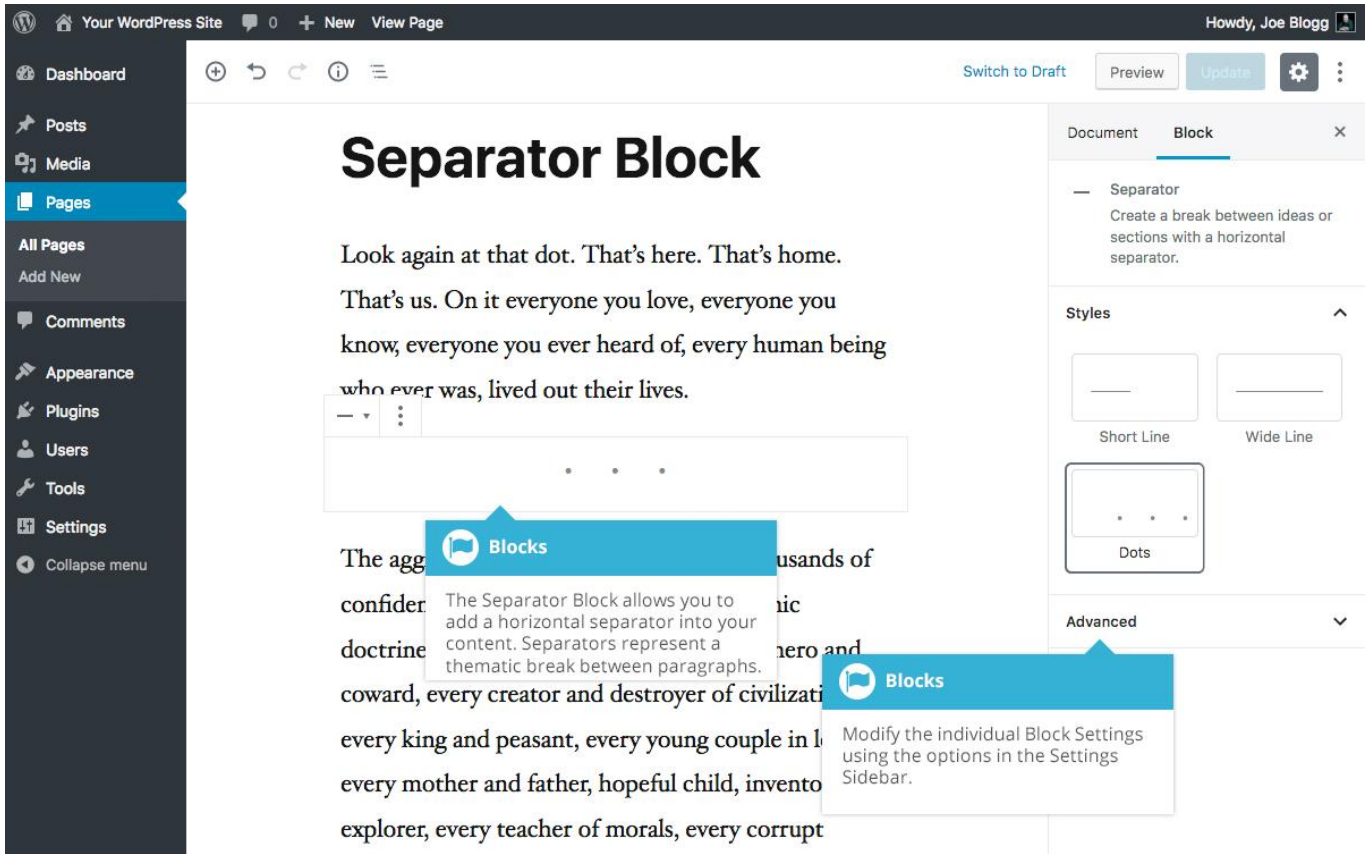 Your WordPress Site 0 New View Page Howdy, Joe Blogg
Dashboard
Posts
Media
Pages
All Pages
Add New
Comments
Appearance
Plugins
Users
Tools
Settings
Collapse menu
Switch to Draft Preview Update
Separator Block
Look again at that dot. That’s here. That’s home.
That’s us. On it everyone you love, everyone you
know, everyone you ever heard of, every human being
who ever was, lived out their lives.
The agg usands of
confiden nic
doctrine hero and
coward, every creator and destroyer of civilizati
every king and peasant, every young couple in l
every mother and father, hopeful child, invento
explorer, every teacher of morals, every corrupt
Blocks
The Separator Block allows you to
add a horizontal separator into your
content. Separators represent a
thematic break between paragraphs.
Document Block
Separator
Create a break between ideas or
sections with a horizontal
separator.
Styles
Short Line Wide Line
Dots
Advanced
Blocks
Modify the individual Block Settings
using the options in the Settings
Sidebar.